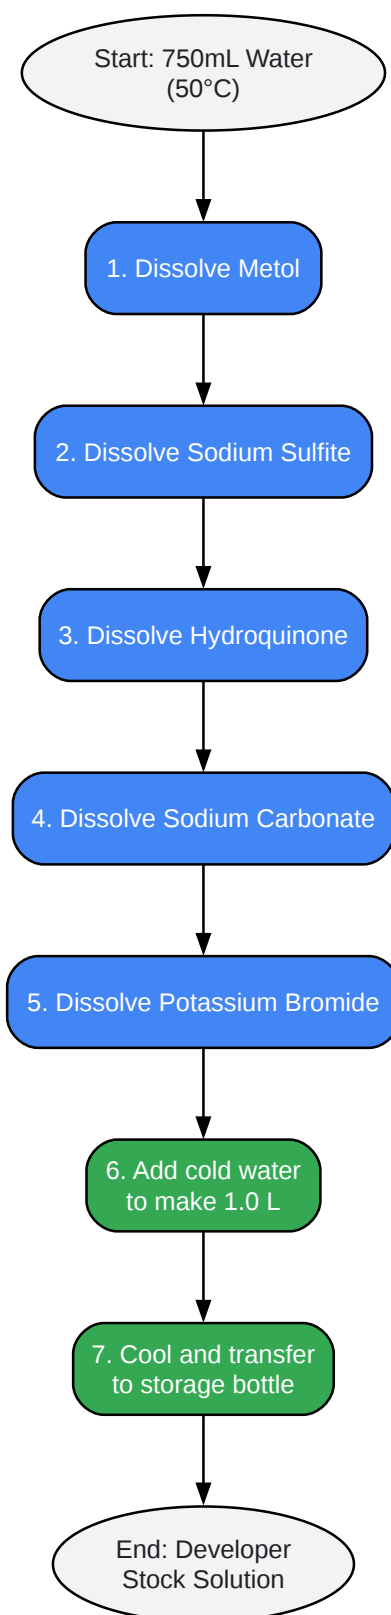 Start: 750mL Water
(50°C)
1. Dissolve Metol
2. Dissolve Sodium Sulfite
3. Dissolve Hydroquinone
4. Dissolve Sodium Carbonate
5. Dissolve Potassium Bromide
6. Add cold water
to make 1.0 L
7. Cool and transfer
to storage bottle
End: Developer
Stock Solution